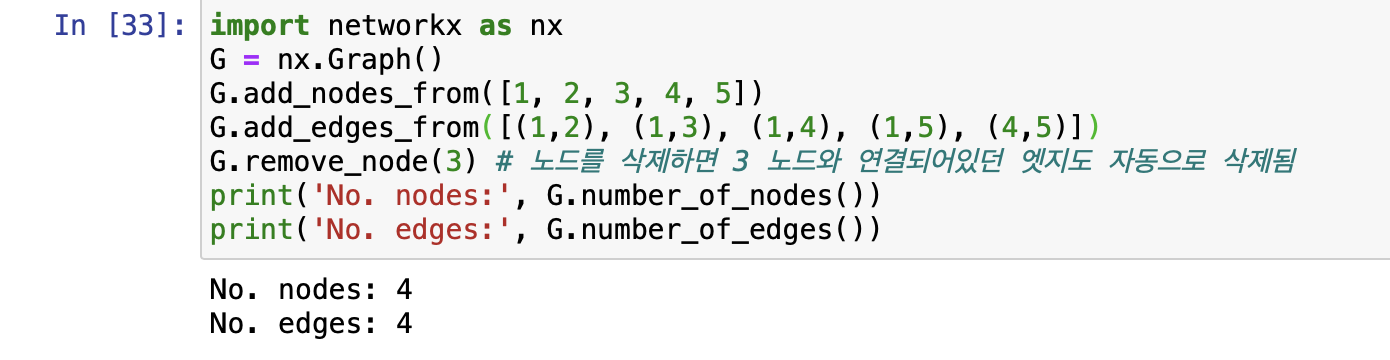 In [33]: import networkx as nx
G = nx.Graph()
G.add_nodes_from([1, 2, 3, 4, 5])
G.add_edges_from([(1,2), (1,3), (1,4), (1,5), (4,5)])
G.remove_node(3) # 노드를 삭제하면 3 노드와 연결되어있던 엣지도 자동으로 삭제됨
print('No. nodes:', G.number_of_nodes())
print('No. edges:', G.number_of_edges())
No. nodes: 4
No. edges: 4